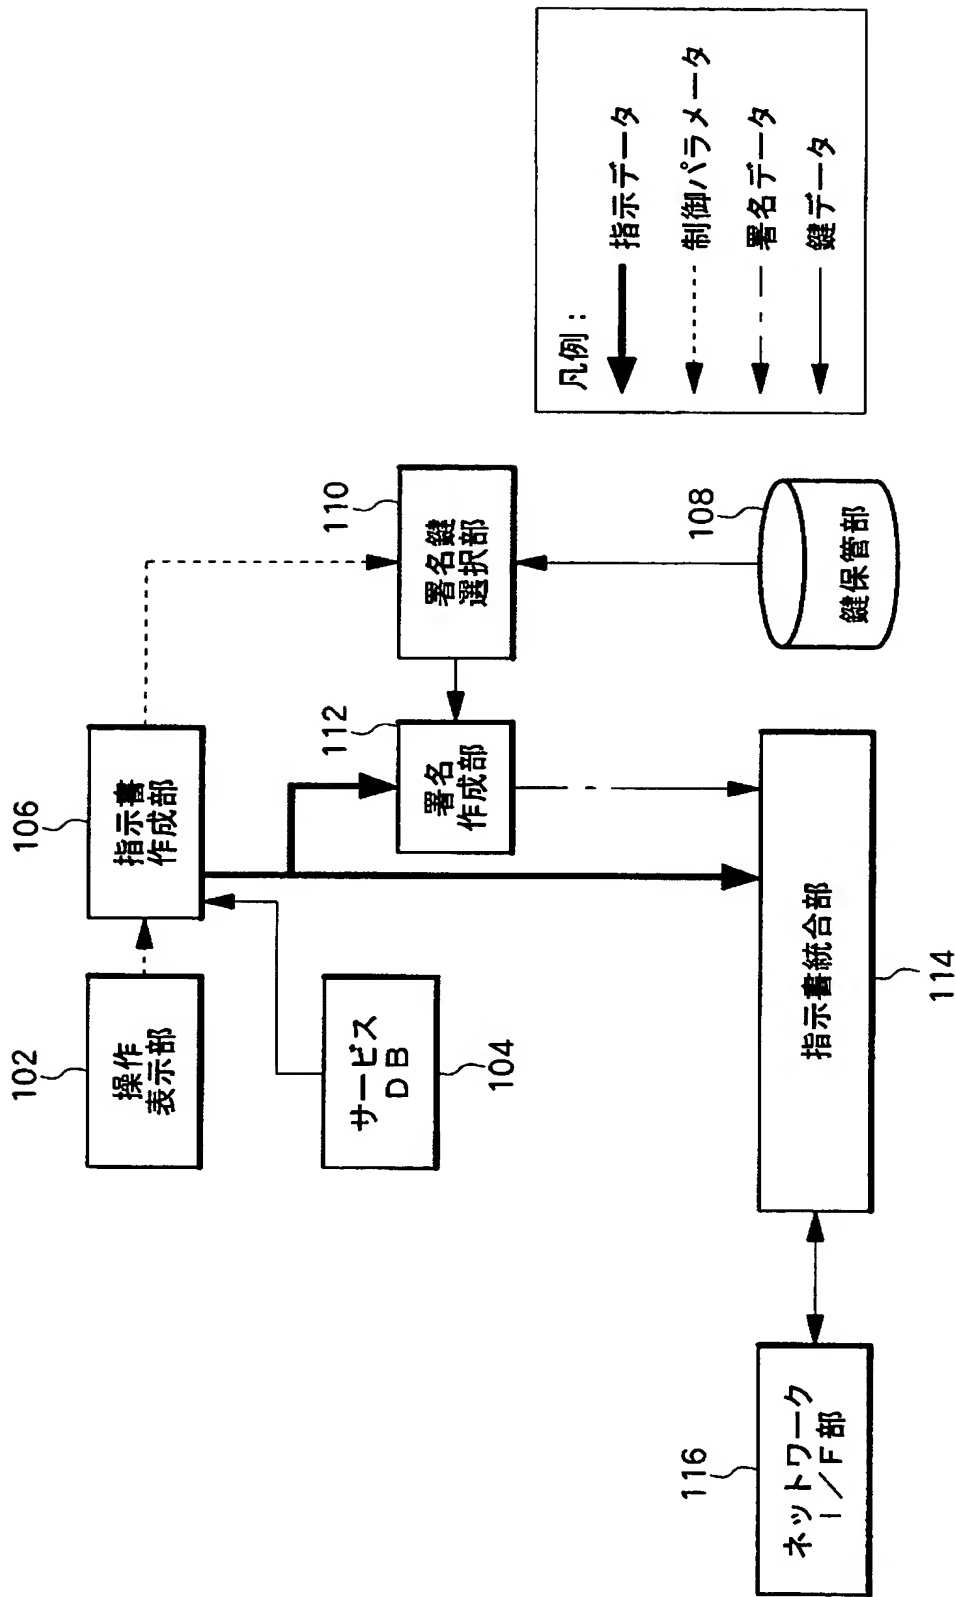 102
操作
表示部
106
指示書
作成部
サービス
DB
104
112
署名
作成部
110
署名鍵
選択部
108
鍵保管部
116
ネットワーク
I/F部
指示書統合部
114
凡例：
指示データ
制御パラメータ
署名データ
鍵データ